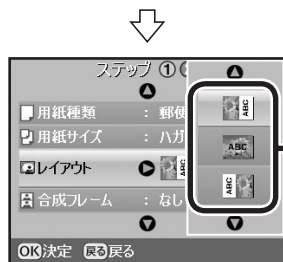 ステップ ①
用紙種類 : 郵便
用紙サイズ : ハガ
レイアウト ABC
合成フレーム : なし
OK決定 戻る戻る
ABC
ABC
ABC